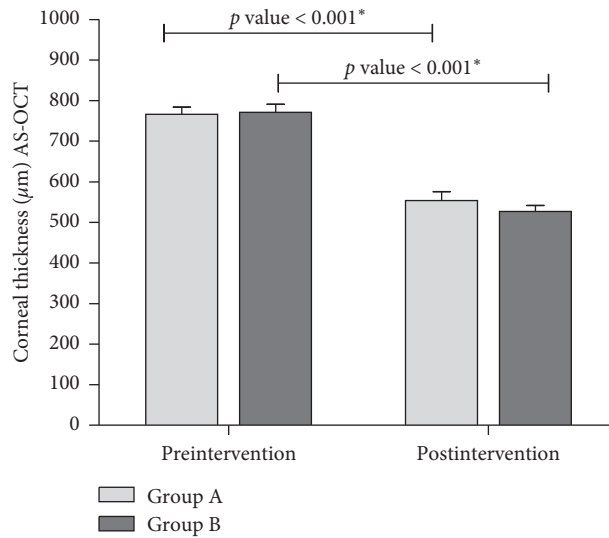 1000
900
800
700
600
500
400
300
200
100
0
Corneal thickness (μm) AS-OCT
p value < 0.001*
p value < 0.001*
Preintervention
Postintervention
Group A
Group B